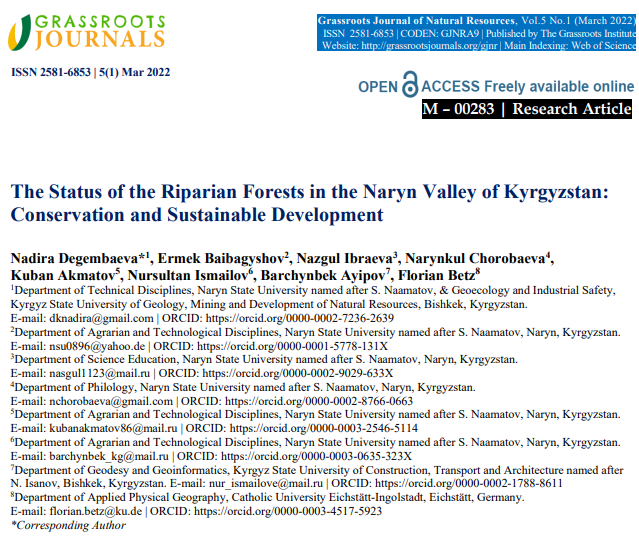 GRASSROOTS
JOURNALS
Grassroots Journal of Natural Resources, Vol.5 No.1 (March 2022)
ISSN 2581-6853 | CODEN: GJNRA9 | Published by The Grassroots Institute
Website: http://grassrootsjournals.org/gjnr | Main Indexing: Web of Science
ISSN 2581-6853 | 5(1) Mar 2022
OPEN ACCESS Freely available online
M – 00283 | Research Article
The Status of the Riparian Forests in the Naryn Valley of Kyrgyzstan:
Conservation and Sustainable Development
Nadira Degembaeva*1, Ermek Baibagyshov2, Nazgul Ibraeva3, Narynkul Chorobaeva4,
Kuban Akmatov5, Nursultan Ismailov6, Barchynbek Ayipov7, Florian Betz8
1Department of Technical Disciplines, Naryn State University named after S. Naamatov, & Geoecology and Industrial Safety,
Kyrgyz State University of Geology, Mining and Development of Natural Resources, Bishkek, Kyrgyzstan.
E-mail: dknadira@gmail.com | ORCID: https://orcid.org/0000-0002-7236-2639
2Department of Agrarian and Technological Disciplines, Naryn State University named after S. Naamatov, Naryn, Kyrgyzstan.
E-mail: nsu0896@yahoo.de | ORCID: https://orcid.org/0000-0001-5778-131X
3Department of Science Education, Naryn State University named after S. Naamatov, Naryn, Kyrgyzstan.
E-mail: nasgul1123@mail.ru | ORCID: https://orcid.org/0000-0002-9029-633X
4Department of Philology, Naryn State University named after S. Naamatov, Naryn, Kyrgyzstan.
E-mail: nchorobaeva@gmail.com | ORCID: https://orcid.org/0000-0002-8766-0663
5Department of Agrarian and Technological Disciplines, Naryn State University named after S. Naamatov, Naryn, Kyrgyzstan.
E-mail: kubanakmatov86@mail.ru | ORCID: https://orcid.org/0000-0003-2546-5114
6Department of Agrarian and Technological Disciplines, Naryn State University named after S. Naamatov, Naryn, Kyrgyzstan.
E-mail: barchynbek_kg@mail.ru | ORCID: https://orcid.org/0000-0003-0635-323X
7Department of Geodesy and Geoinformatics, Kyrgyz State University of Construction, Transport and Architecture named after
N. Isanov, Bishkek, Kyrgyzstan. E-mail: nur_ismailove@mail.ru | ORCID: https://orcid.org/0000-0002-1788-8611
8Department of Applied Physical Geography, Catholic University Eichstätt-Ingolstadt, Eichstätt, Germany.
E-mail: florian.betz@ku.de | ORCID: https://orcid.org/0000-0003-4517-5923
*Corresponding Author